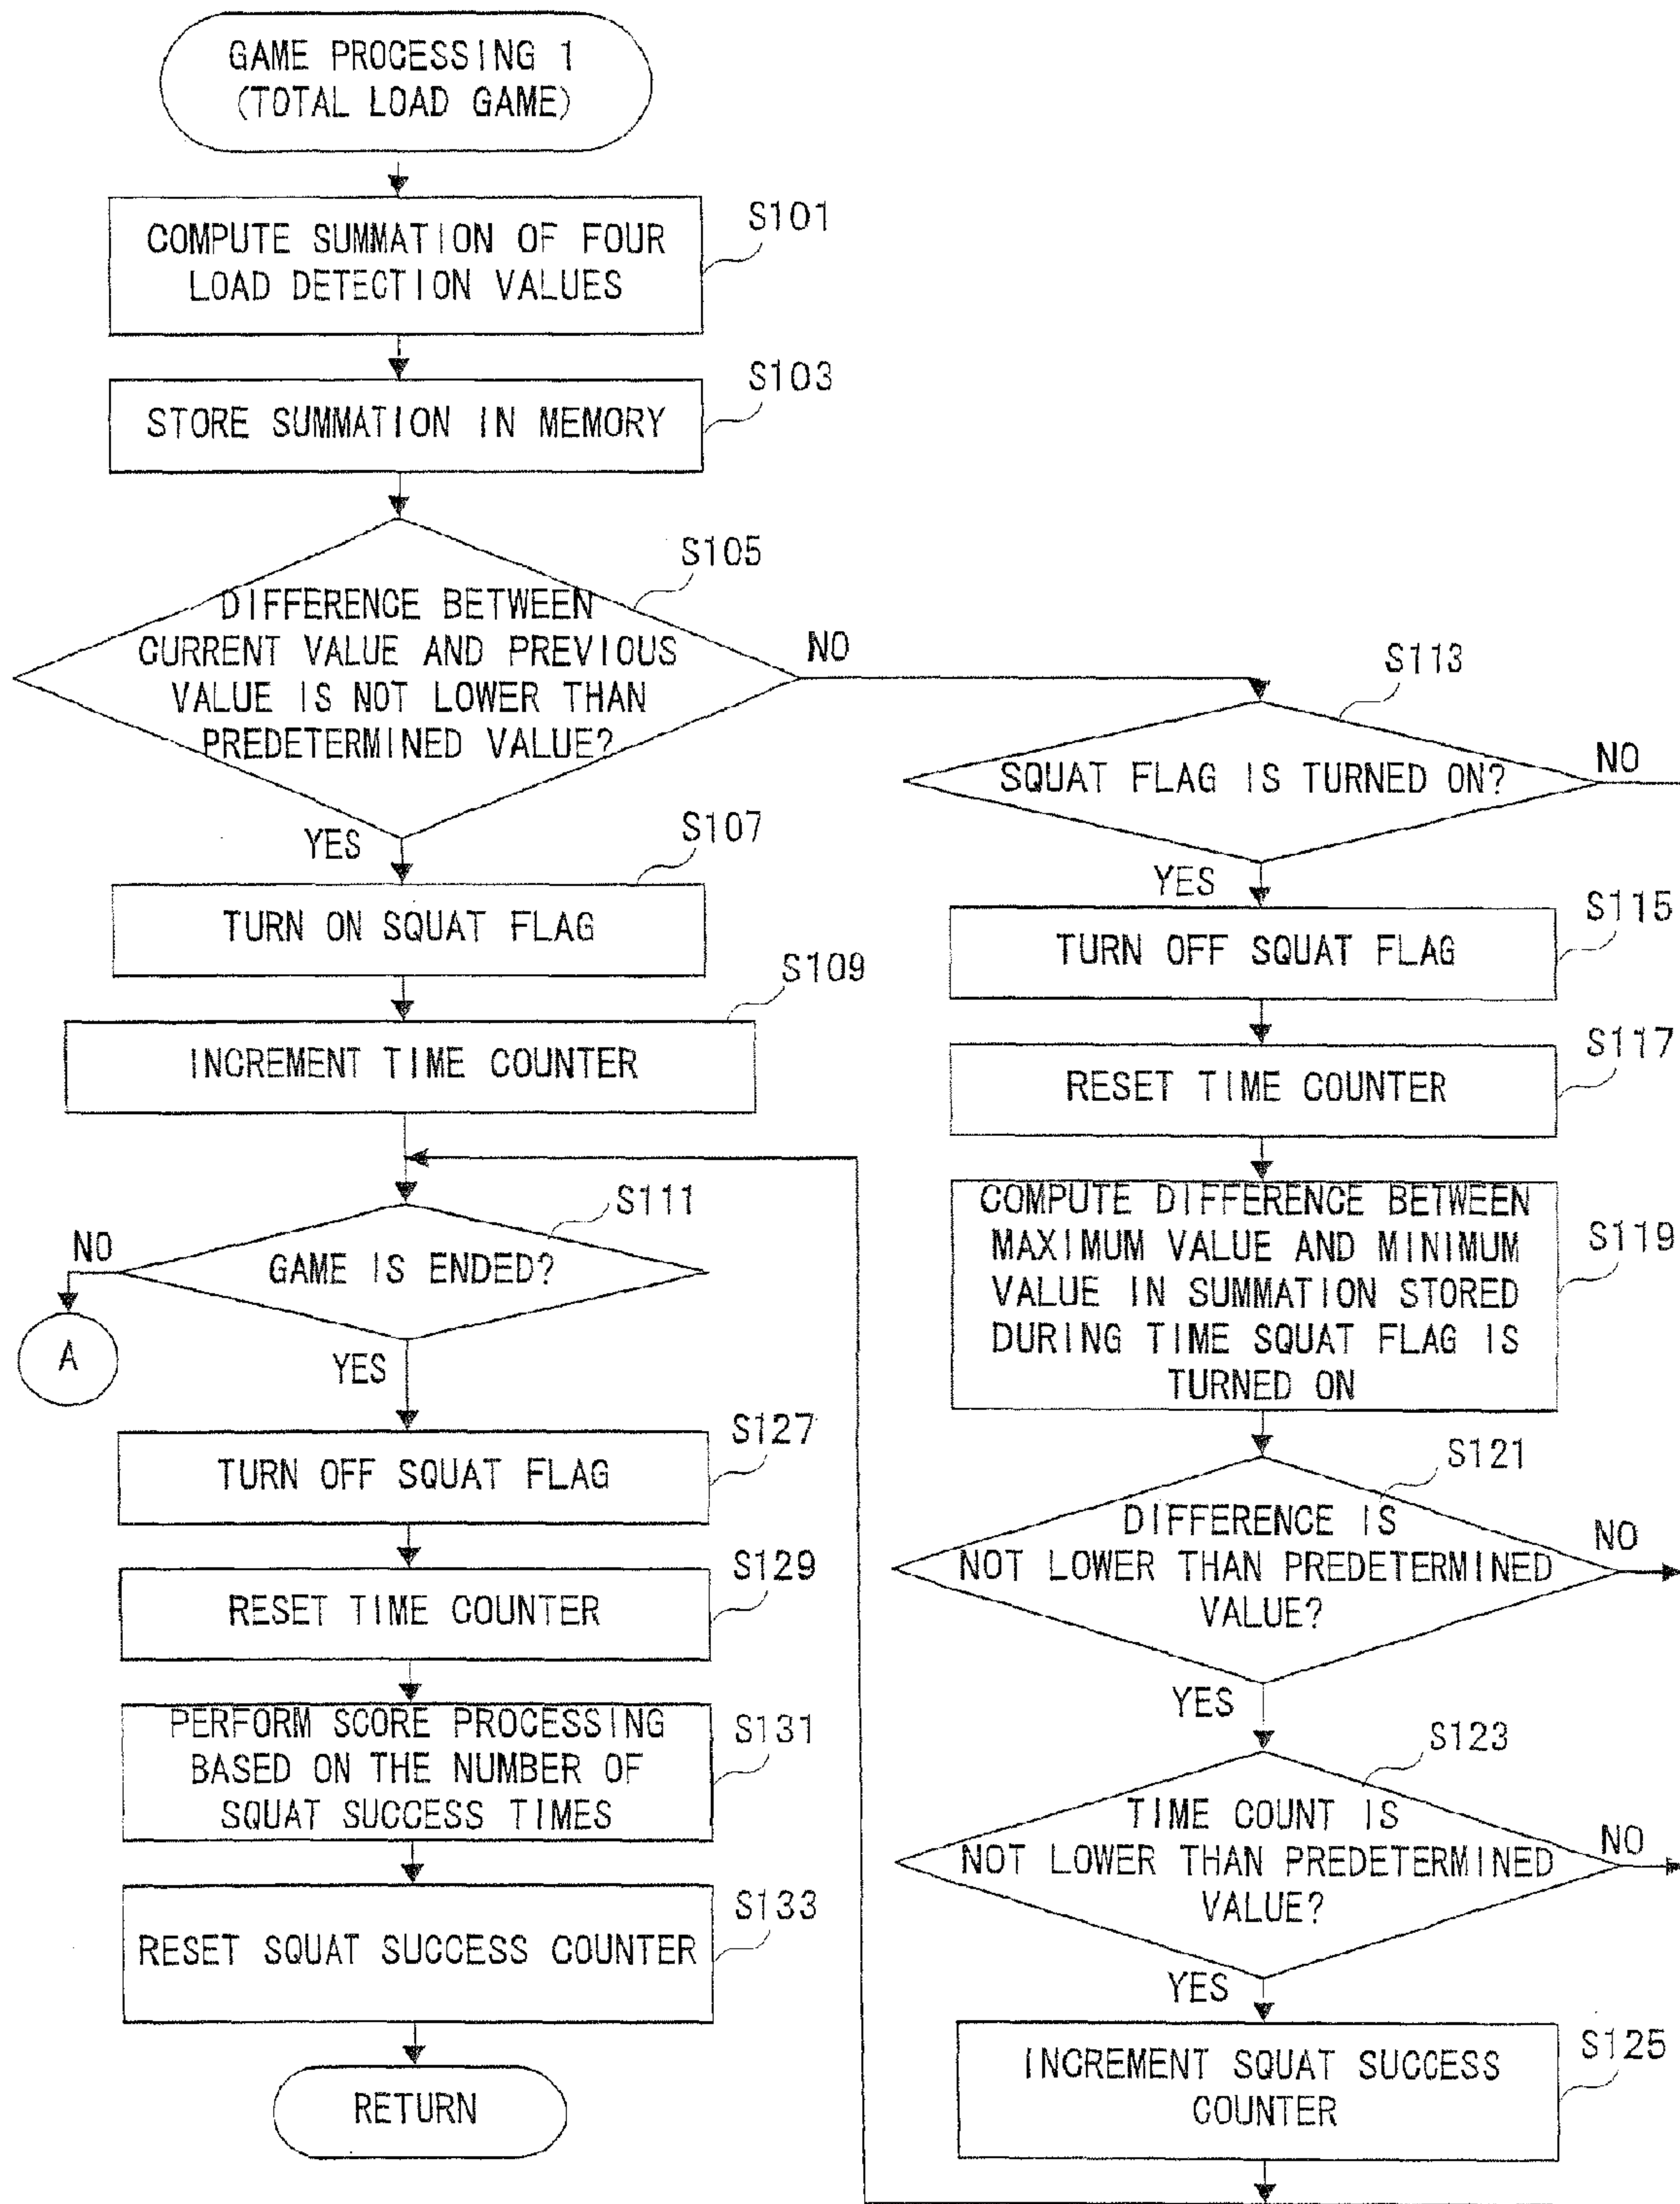 GAME PROCESSING 1
(TOTAL LOAD GAME)
S101
COMPUTE SUMMATION OF FOUR
LOAD DETECTION VALUES
S103
STORE SUMMATION IN MEMORY
S105
DIFFERENCE BETWEEN
CURRENT VALUE AND PREVIOUS
VALUE IS NOT LOWER THAN
PREDETERMINED VALUE?
NO
YES
S107
TURN ON SQUAT FLAG
S109
INCREMENT TIME COUNTER
S111
GAME IS ENDED?
NO
A
YES
S127
TURN OFF SQUAT FLAG
S129
RESET TIME COUNTER
S131
PERFORM SCORE PROCESSING
BASED ON THE NUMBER OF
SQUAT SUCCESS TIMES
S133
RESET SQUAT SUCCESS COUNTER
RETURN
S113
SQUAT FLAG IS TURNED ON?
NO
YES
S115
TURN OFF SQUAT FLAG
S117
RESET TIME COUNTER
S119
COMPUTE DIFFERENCE BETWEEN
MAXIMUM VALUE AND MINIMUM
VALUE IN SUMMATION STORED
DURING TIME SQUAT FLAG IS
TURNED ON
S121
DIFFERENCE IS
NOT LOWER THAN PREDETERMINED
VALUE?
NO
YES
S123
TIME COUNT IS
NOT LOWER THAN PREDETERMINED
VALUE?
NO
YES
S125
INCREMENT SQUAT SUCCESS
COUNTER